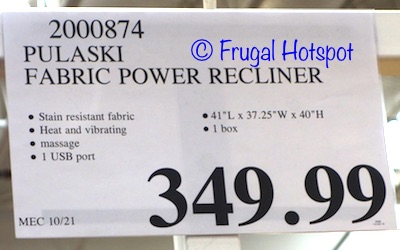 2000874
© Frugal Hotspot
PULASKI
FABRIC POWER RECLINER
• Stain resistant fabric
• Heat and vibrating
• massage
• 1 USB port
• 41"L x 37.25"W x 40"H
• 1 box
349.99
MEC 10/21